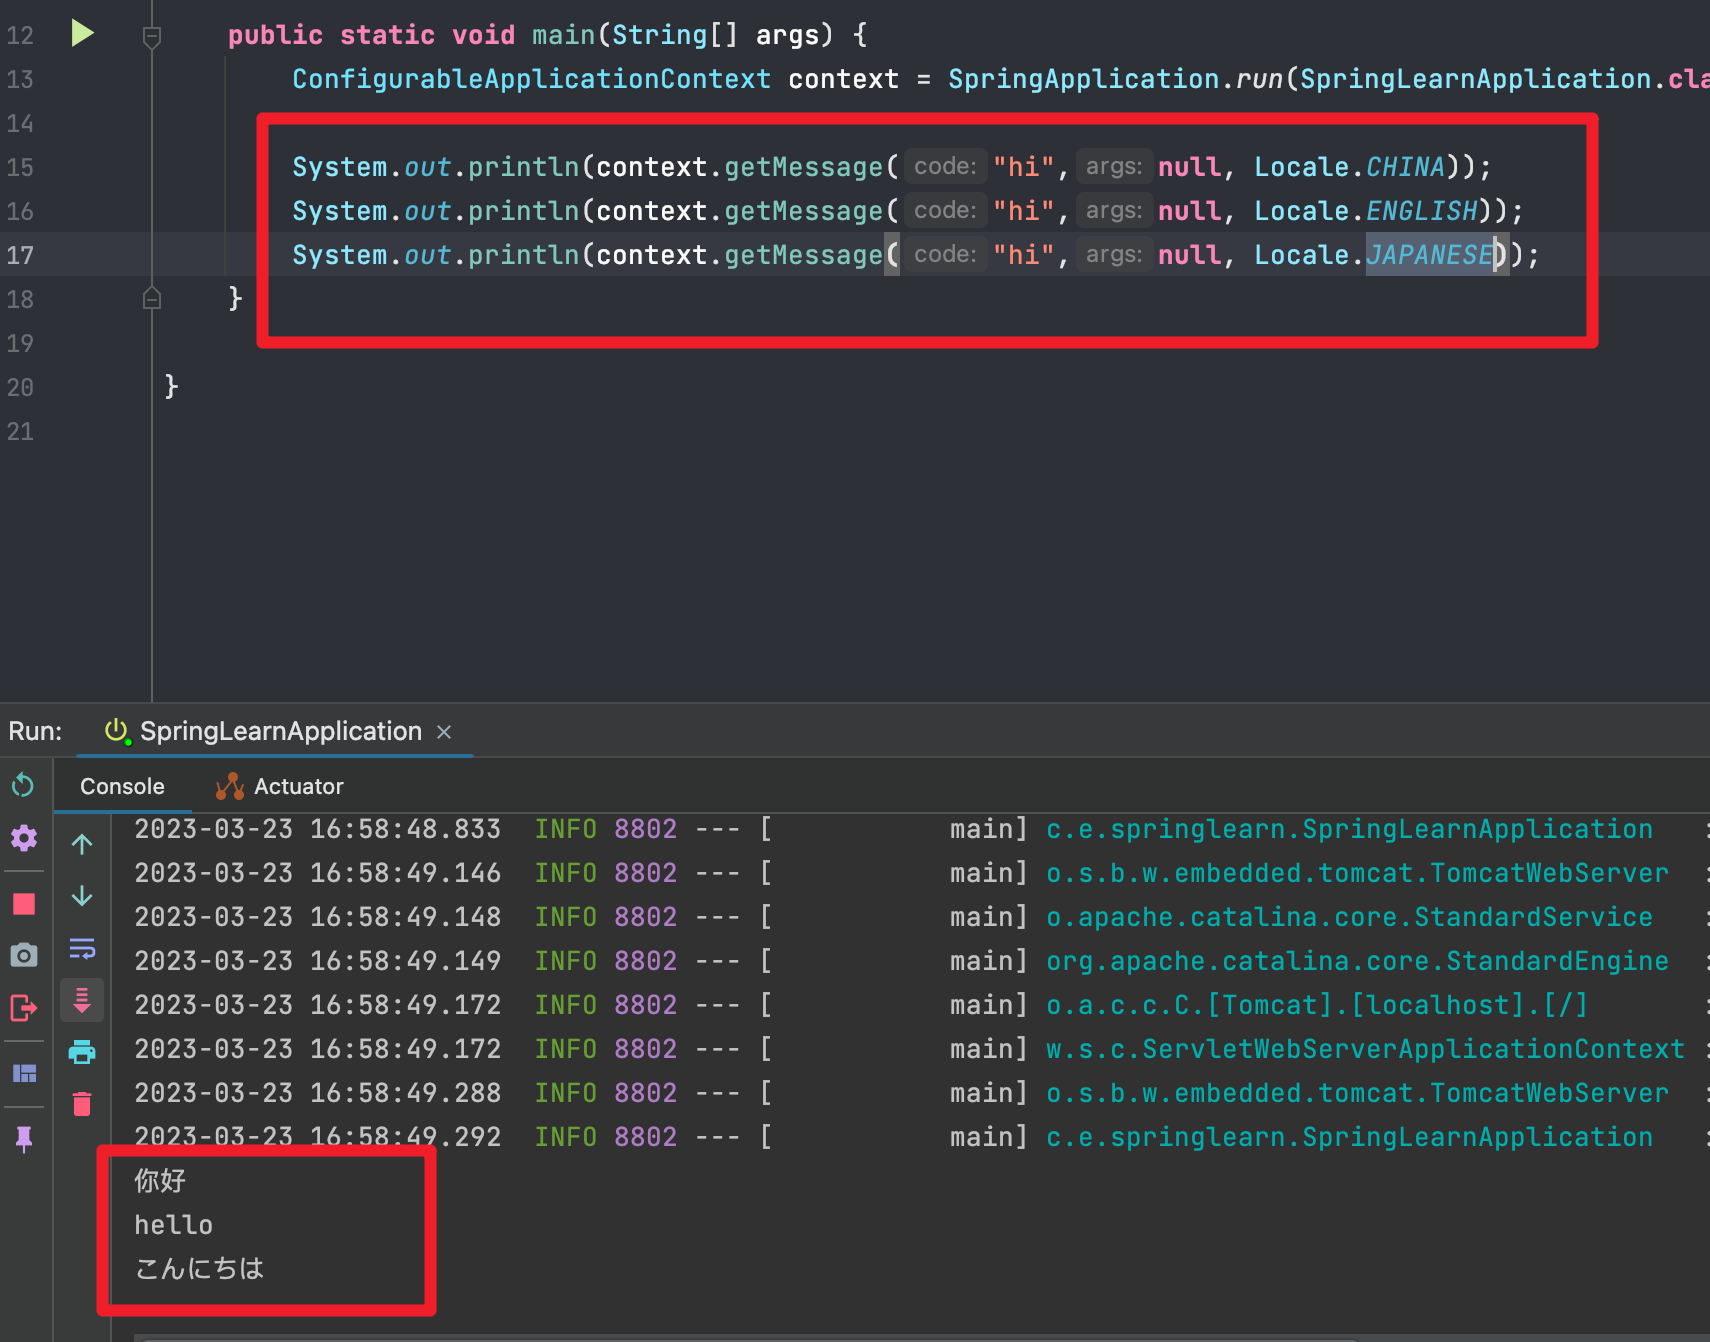 12 public static void main(String[] args) {
13 ConfigurableApplicationContext context = SpringApplication.run(SpringLearnApplication.cla
14
15 System.out.println(context.getMessage( code: "hi", args: null, Locale.CHINA));
16 System.out.println(context.getMessage( code: "hi", args: null, Locale.ENGLISH));
17 System.out.println(context.getMessage( code: "hi", args: null, Locale.JAPANESE));
18 }
19
20 }
21
Run: SpringLearnApplication ×
Console Actuator
2023-03-23 16:58:48.833 INFO 8802 --- [ main] c.e.springlearn.SpringLearnApplication :
2023-03-23 16:58:49.146 INFO 8802 --- [ main] o.s.b.w.embedded.tomcat.TomcatWebServer :
2023-03-23 16:58:49.148 INFO 8802 --- [ main] o.apache.catalina.core.StandardService :
2023-03-23 16:58:49.149 INFO 8802 --- [ main] org.apache.catalina.core.StandardEngine :
2023-03-23 16:58:49.172 INFO 8802 --- [ main] o.a.c.c.C.[Tomcat].[localhost].[/] :
2023-03-23 16:58:49.172 INFO 8802 --- [ main] w.s.c.ServletWebServerApplicationContext :
2023-03-23 16:58:49.288 INFO 8802 --- [ main] o.s.b.w.embedded.tomcat.TomcatWebServer :
2023-03-23 16:58:49.292 INFO 8802 --- [ main] c.e.springlearn.SpringLearnApplication :
你好
hello
こんにちは